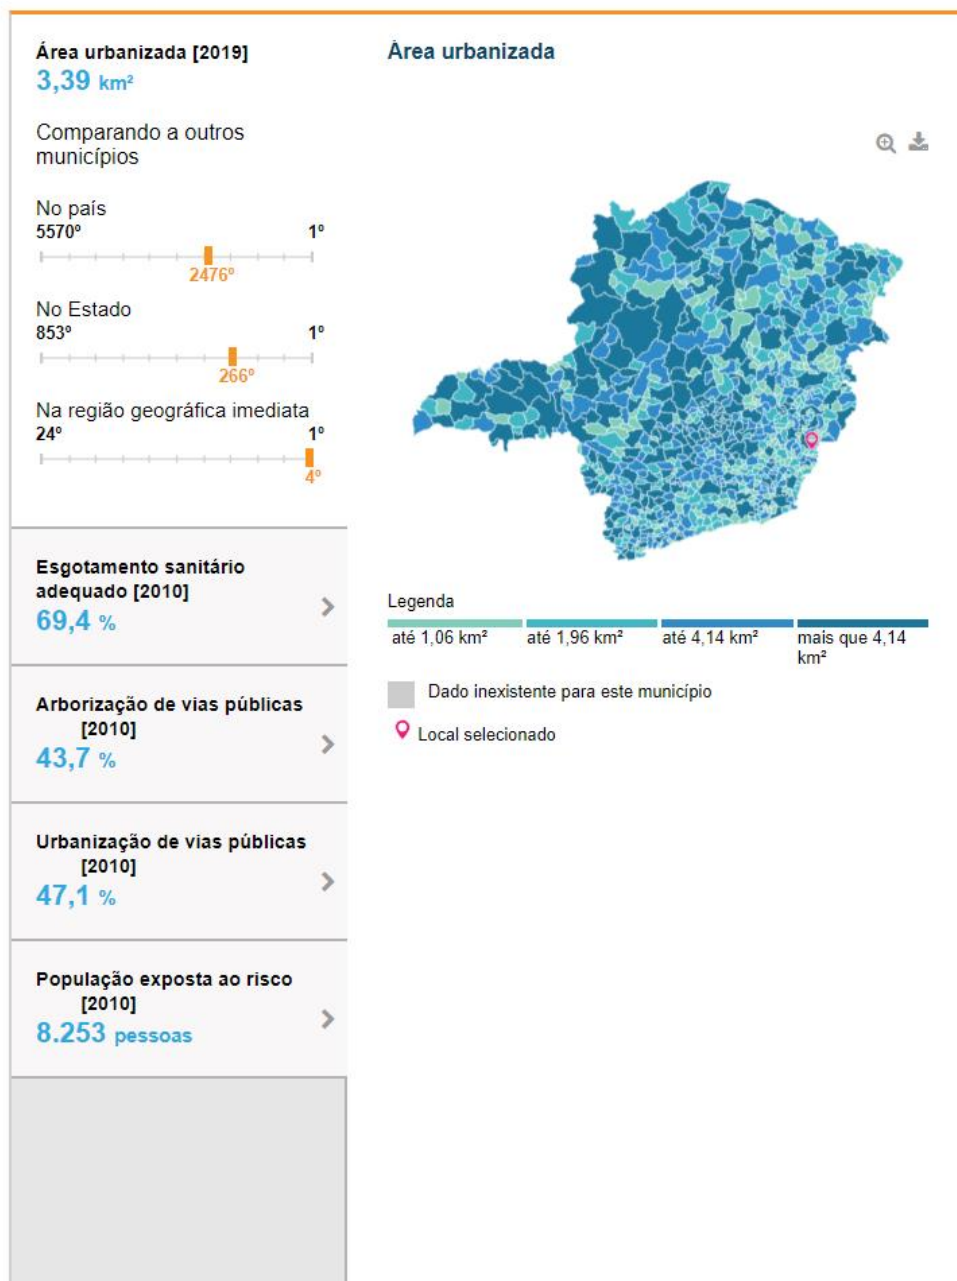 Área urbanizada [2019]
3,39 km²
Comparando a outros
municípios
No país
5570º 1º
2476º
No Estado
853º 1º
266º
Na região geográfica imediata
24º 1º
4º
Esgotamento sanitário
adequado [2010]
69,4 %
Arborização de vias públicas
[2010]
43,7 %
Urbanização de vias públicas
[2010]
47,1 %
População exposta ao risco
[2010]
8.253 pessoas
Área urbanizada
Legenda
até 1,06 km² até 1,96 km² até 4,14 km² mais que 4,14
km²
Dado inexistente para este município
Local selecionado